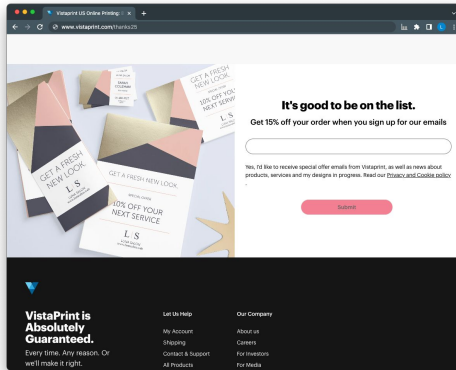 Vistaprint US Online Printing:
www.vistaprint.com/thanks25
GET A FRESH
NEW LOOK.
10% OFF YOUR
NEXT SERVICE
L S
GET A FRESH
NEW LOOK.
L S
GET A FRESH NEW LOOK.
10% OFF YOUR
NEXT SERVICE
L S
It's good to be on the list.
Get 15% off your order when you sign up for our emails
Yes, I'd like to receive special offer emails from Vistaprint, as well as news about
products, services and my designs in progress. Read our Privacy and Cookie policy
.
Submit
VistaPrint is
Absolutely
Guaranteed.
Every time. Any reason. Or
we'll make it right.
Let Us Help
My Account
Shipping
Contact & Support
All Products
Our Company
About us
Careers
For Investors
For Media